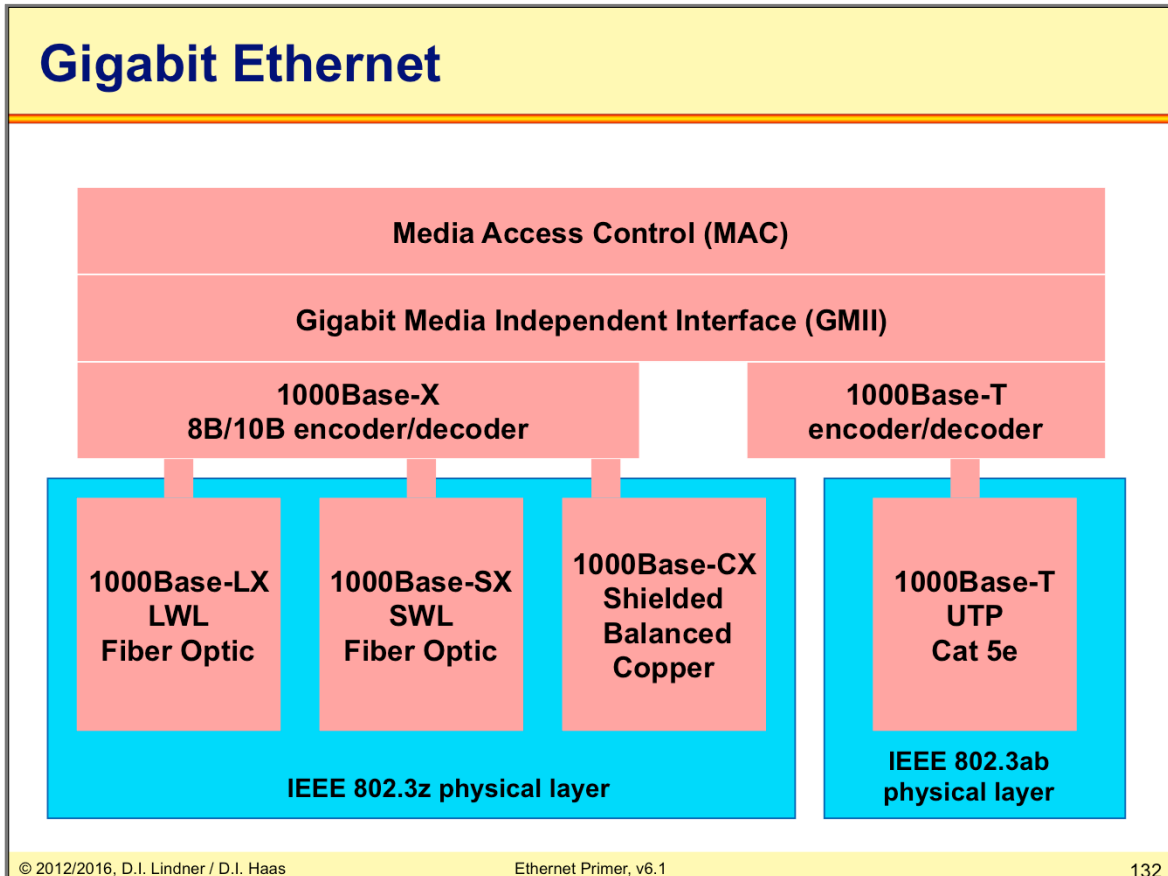 Gigabit Ethernet
Media Access Control (MAC)
Gigabit Media Independent Interface (GMII)
1000Base-X
8B/10B encoder/decoder
1000Base-T
encoder/decoder
1000Base-LX
LWL
Fiber Optic
1000Base-SX
SWL
Fiber Optic
1000Base-CX
Shielded
Balanced
Copper
1000Base-T
UTP
Cat 5e
IEEE 802.3z physical layer
IEEE 802.3ab
physical layer
© 2012/2016, D.I. Lindner / D.I. Haas
Ethernet Primer, v6.1
132